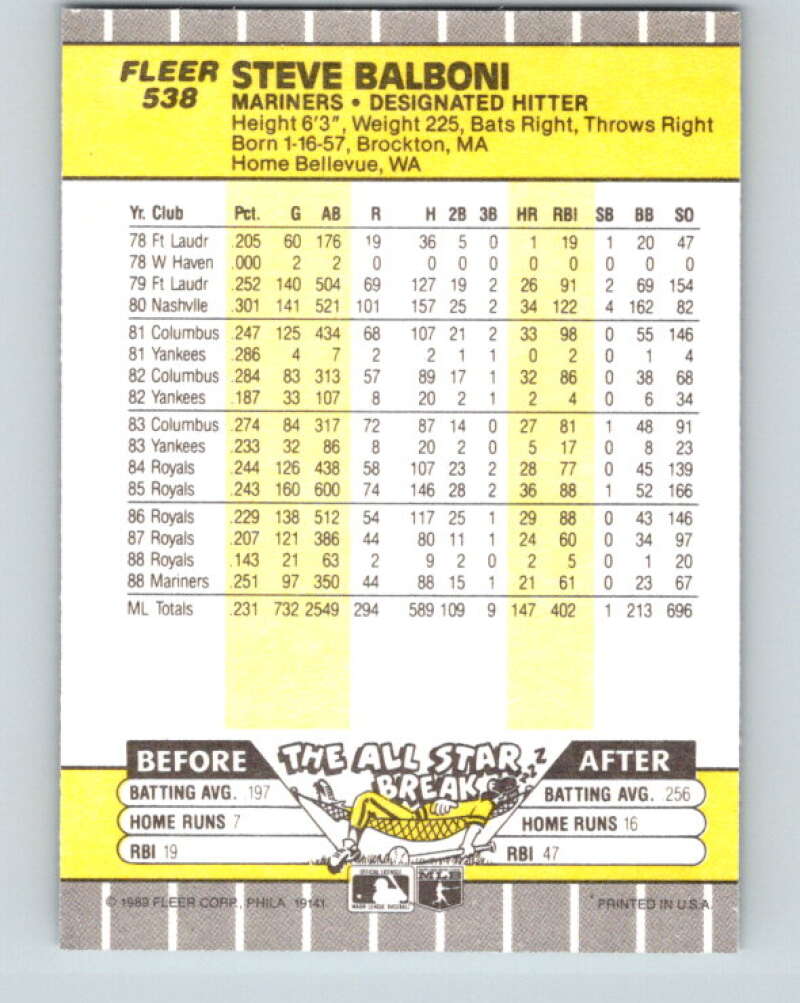 FLEER STEVE BALBONI
538 MARINERS • DESIGNATED HITTER
Height 6'3", Weight 225, Bats Right, Throws Right
Born 1-16-57, Brockton, MA
Home Bellevue, WA
Yr. Club Pct. G AB R H 2B 3B HR RBI SB BB SO
78 Ft Laudr .205 60 176 19 36 5 0 1 19 1 20 47
78 W Haven .000 2 2 0 0 0 0 0 0 0 0 0
79 Ft Laudr .252 140 504 69 127 19 2 26 91 2 69 154
80 Nashvlle .301 141 521 101 157 25 2 34 122 4 162 82
81 Columbus .247 125 434 68 107 21 2 33 98 0 55 146
81 Yankees .286 4 7 2 2 1 1 0 2 0 1 4
82 Columbus .284 83 313 57 89 17 1 32 86 0 38 68
82 Yankees .187 33 107 8 20 2 1 2 4 0 6 34
83 Columbus .274 84 317 72 87 14 0 27 81 1 48 91
83 Yankees .233 32 86 8 20 2 0 5 17 0 8 23
84 Royals .244 126 438 58 107 23 2 28 77 0 45 139
85 Royals .243 160 600 74 146 28 2 36 88 1 52 166
86 Royals .229 138 512 54 117 25 1 29 88 0 43 146
87 Royals .207 121 386 44 80 11 1 24 60 0 34 97
88 Royals .143 21 63 2 9 2 0 2 5 0 1 20
88 Mariners .251 97 350 44 88 15 1 21 61 0 23 67
ML Totals .231 732 2549 294 589 109 9 147 402 1 213 696
BEFORE THE ALL STAR BREAK ZZZ AFTER
BATTING AVG. .197 BATTING AVG. .256
HOME RUNS 7 HOME RUNS 16
RBI 19 RBI 47
OFFICIAL LICENSEE
MAJOR LEAGUE BASEBALL
MLB
© 1989 FLEER CORP., PHILA. 19141 *PRINTED IN U.S.A.